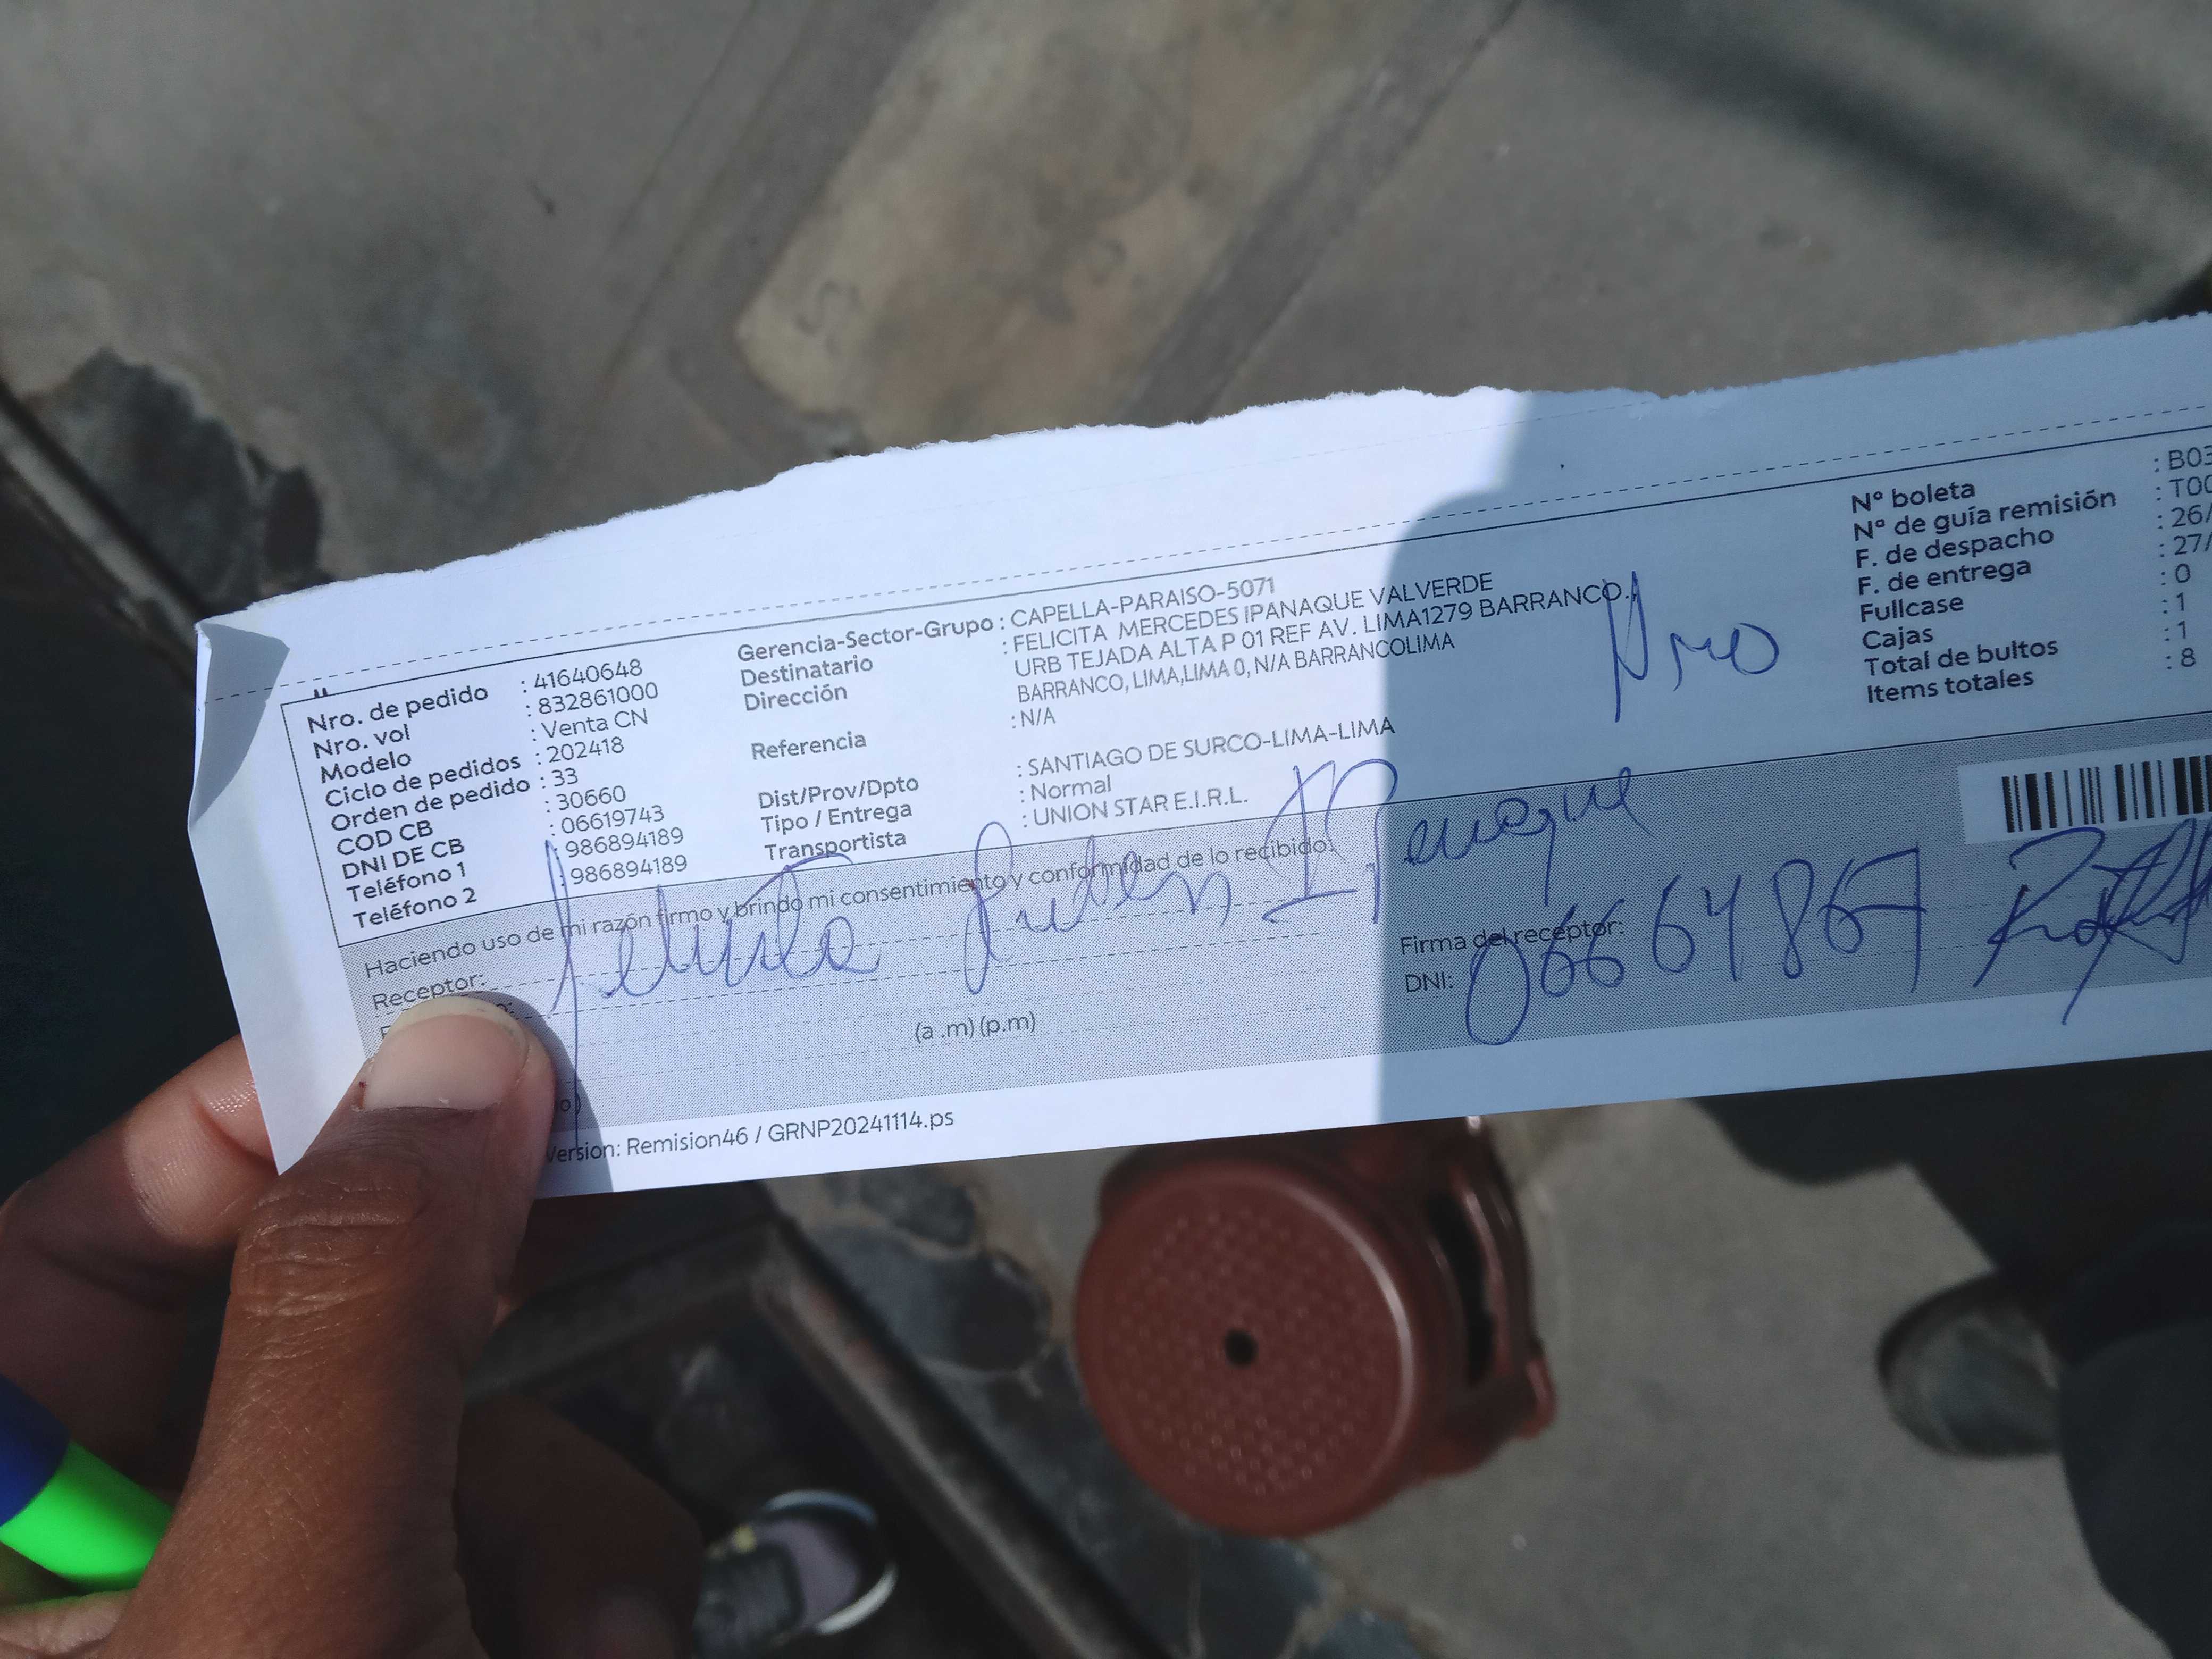 Nro. de pedido : 41640648
Nro. vol : 832861000
Modelo : Venta CN
Ciclo de pedidos : 202418
Orden de pedido : 33
COD CB : 30660
DNI DE CB : 06619743
Teléfono 1 : 986894189
Teléfono 2 : 986894189
Gerencia-Sector-Grupo : CAPELLA-PARAISO-5071
Destinatario : FELICITA MERCEDES IPANAQUE VALVERDE
Dirección URB TEJADA ALTA P 01 REF AV. LIMA1279 BARRANCO,
BARRANCO, LIMA,LIMA 0, N/A BARRANCOLIMA
Referencia : N/A
Dist/Prov/Dpto : SANTIAGO DE SURCO-LIMA-LIMA
Tipo / Entrega : Normal
Transportista : UNION STAR E.I.R.L.
Nº boleta : B03
Nº de guía remisión : T00
F. de despacho : 26/
F. de entrega : 27/
Fullcase : 0
Cajas : 1
Total de bultos : 1
Items totales : 8
Haciendo uso de mi razón firmo y brindo mi consentimiento y conformidad de lo recibido.
Receptor:
Firma del receptor:
DNI:
(a .m) (p.m)
Version: Remision46 / GRNP20241114.ps